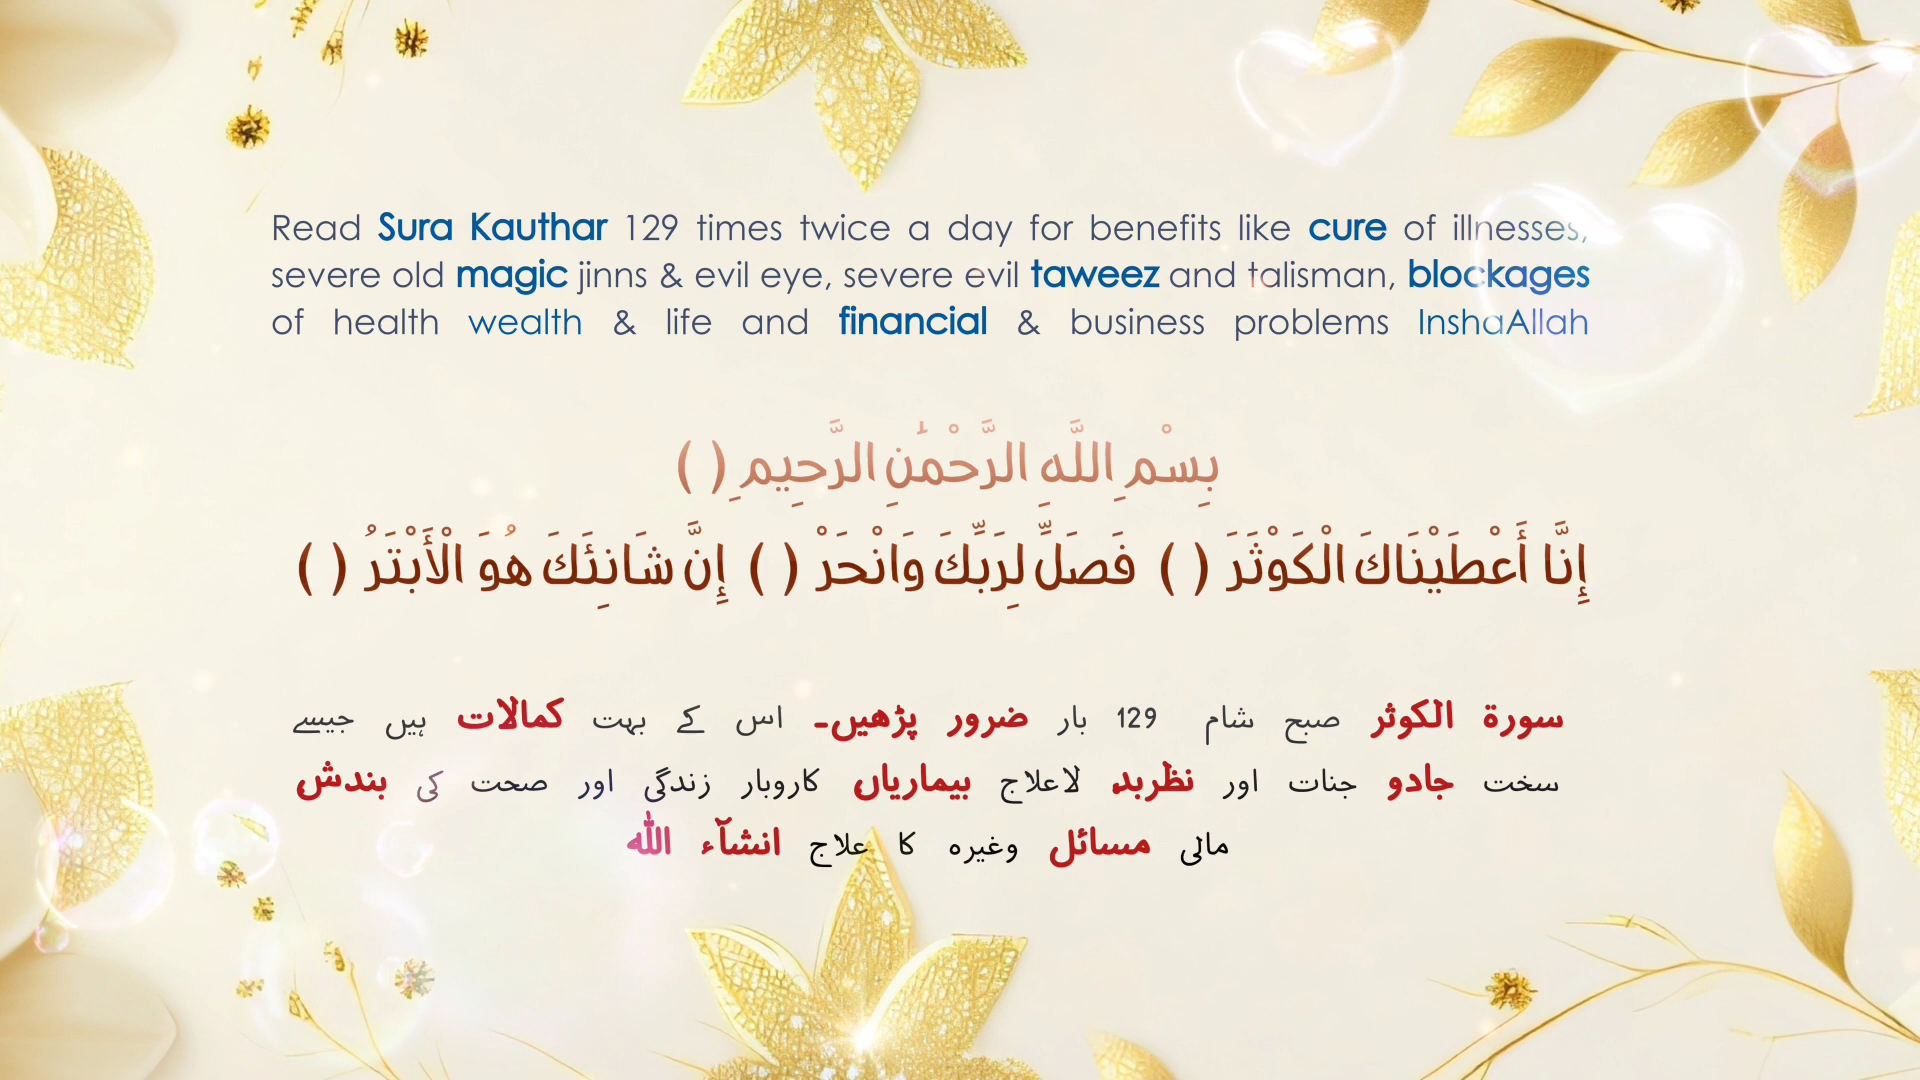 Read Sura Kauthar 129 times twice a day for benefits like cure of illnesses,
severe old magic jinns & evil eye, severe evil taweez and talisman, blockages
of health wealth & life and financial & business problems InshaAllah
بِسْمِ اللَّهِ الرَّحْمَٰنِ الرَّحِيمِ ( )
إِنَّا أَعْطَيْنَاكَ الْكَوْثَرَ ( ) فَصَلِّ لِرَبِّكَ وَانْحَرْ ( ) إِنَّ شَانِئَكَ هُوَ الْأَبْتَرُ ( )
سورة الکوثر صبح شام 129 بار ضرور پڑھیں۔ اس کے بہت کمالات ہیں جیسے
سخت جادو جنات اور نظربد لاعلاج بیماریاں کاروبار زندگی اور صحت کی بندش
مالی مسائل وغیرہ کا علاج انشآء اللہ